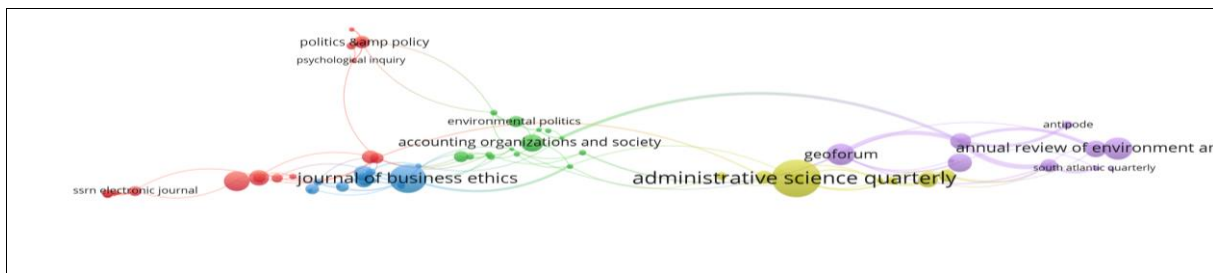 politics &amp policy
psychological inquiry
environmental politics
antipode
accounting organizations and society
geoforum
annual review of environment ar
south atlantic quarterly
journal of business ethics
administrative science quarterly
ssrn electronic journal